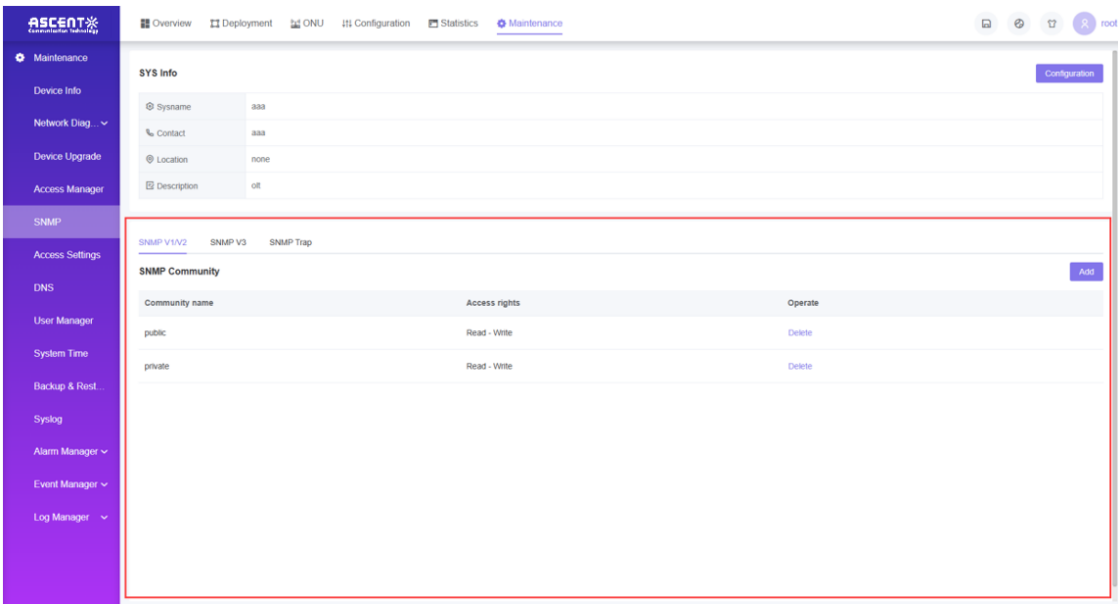 ASCENT
Communication Technology
Overview Deployment ONU Configuration Statistics Maintenance root
Maintenance
Device Info
Network Diag...
Device Upgrade
Access Manager
SNMP
Access Settings
DNS
User Manager
System Time
Backup & Rest...
Syslog
Alarm Manager
Event Manager
Log Manager
SYS Info Configuration
Sysname aaa
Contact aaa
Location none
Description olt
SNMP V1/V2 SNMP V3 SNMP Trap
SNMP Community Add
Community name Access rights Operate
public Read - Write Delete
private Read - Write Delete